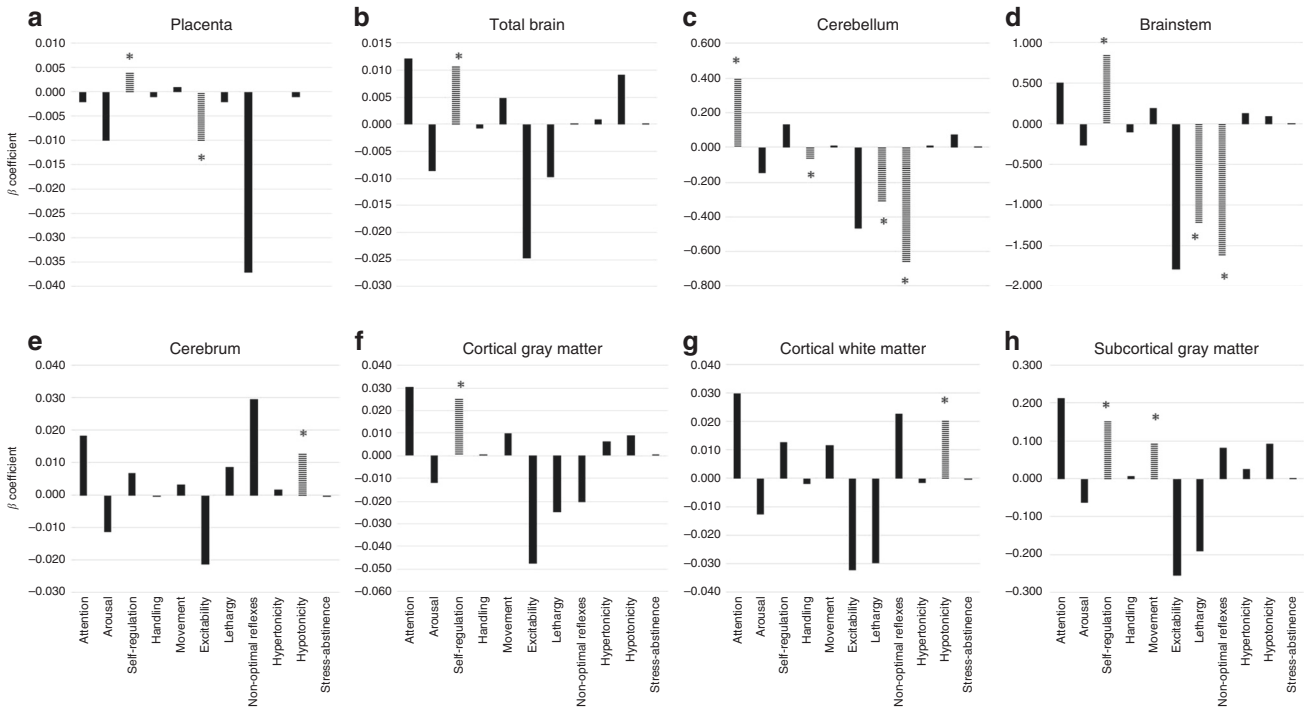 a Placenta
0.010
0.005
0.000
–0.005
–0.010
–0.015
–0.020
–0.025
–0.030
–0.035
–0.040
β coefficient
*
*
b Total brain
0.015
0.010
0.005
0.000
–0.005
–0.010
–0.015
–0.020
–0.025
–0.030
*
c Cerebellum
0.600
0.400
0.200
0.000
–0.200
–0.400
–0.600
–0.800
*
*
*
*
d Brainstem
1.000
0.500
0.000
–0.500
–1.000
–1.500
–2.000
*
*
*
e Cerebrum
0.040
0.030
0.020
0.010
0.000
–0.010
–0.020
–0.030
β coefficient
*
Attention
Arousal
Self-regulation
Handling
Movement
Excitability
Lethargy
Non-optimal reflexes
Hypertonicity
Hypotonicity
Stress-abstinence
f Cortical gray matter
0.040
0.030
0.020
0.010
0.000
–0.010
–0.020
–0.030
–0.040
–0.050
–0.060
*
Attention
Arousal
Self-regulation
Handling
Movement
Excitability
Lethargy
Non-optimal reflexes
Hypertonicity
Hypotonicity
Stress-abstinence
g Cortical white matter
0.040
0.030
0.020
0.010
0.000
–0.010
–0.020
–0.030
–0.040
*
Attention
Arousal
Self-regulation
Handling
Movement
Excitability
Lethargy
Non-optimal reflexes
Hypertonicity
Hypotonicity
Stress-abstinence
h Subcortical gray matter
0.300
0.200
0.100
0.000
–0.100
–0.200
–0.300
*
*
Attention
Arousal
Self-regulation
Handling
Movement
Excitability
Lethargy
Non-optimal reflexes
Hypertonicity
Hypotonicity
Stress-abstinence